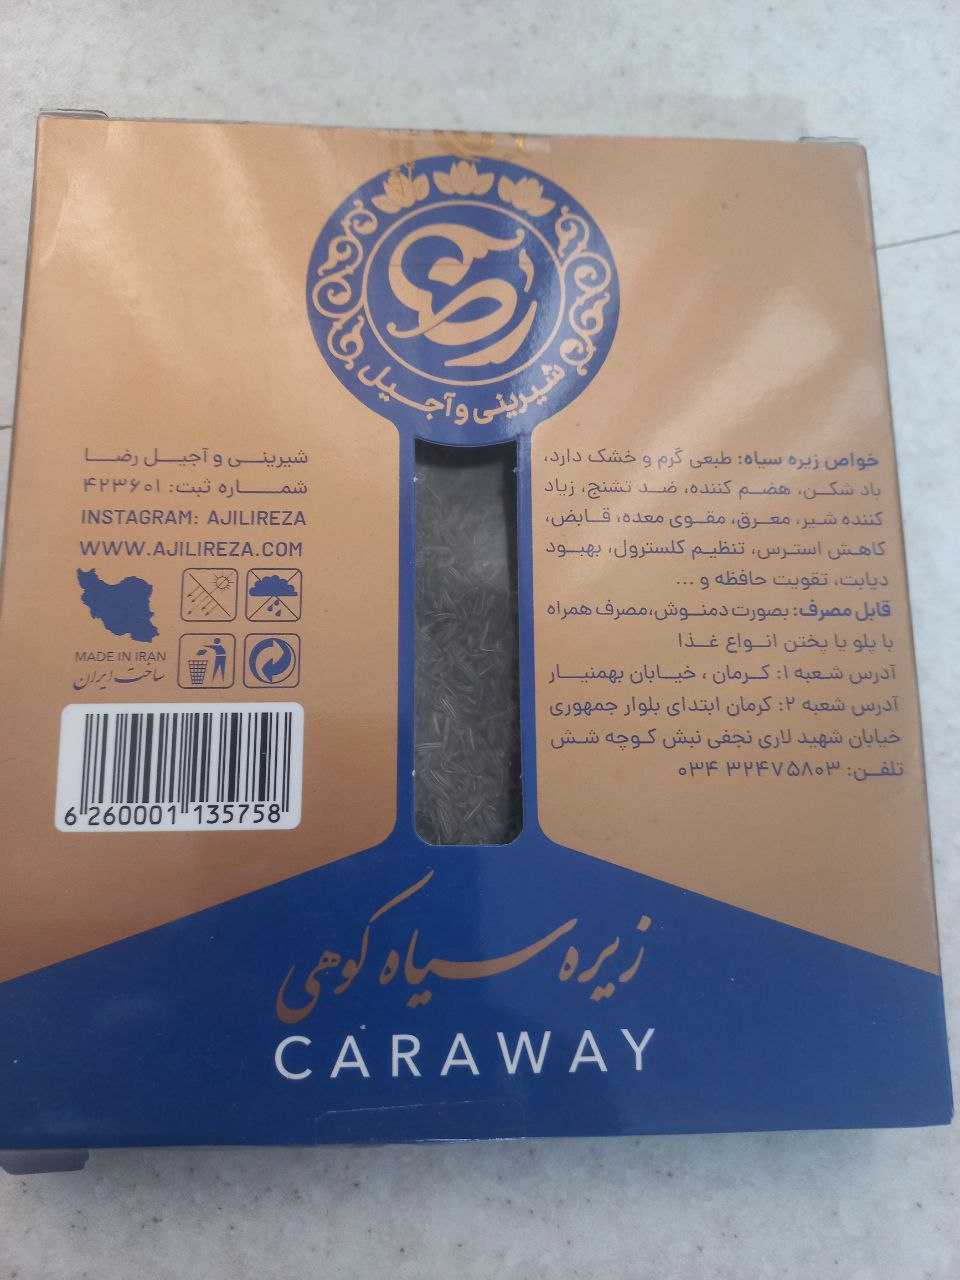 رضا
شیرینی و آجیل
خواص زیره سیاه: طبعی گرم و خشک دارد،
باد شکن، هضم کننده، ضد تشنج، زیاد
کننده شیر، معرق، مقوی معده، قابض،
کاهش استرس، تنظیم کلسترول، بهبود
دیابت، تقویت حافظه و ...
قابل مصرف: بصورت دمنوش،مصرف همراه
با پلو یا پختن انواع غذا
آدرس شعبه ۱: کرمان ، خیابان بهمنیار
آدرس شعبه ۲: کرمان ابتدای بلوار جمهوری
خیابان شهید لاری نجفی نبش کوچه شش
تلفن: ۰۳۴ ۳۲۴۷۵۸۰۳
شیرینی و آجیل رضا
شماره ثبت: ۴۲۳۶۰۱
INSTAGRAM: AJILIREZA
WWW.AJILIREZA.COM
MADE IN IRAN
ساخت ایران
6 260001 135758
زیره سیاه کوهی
CARAWAY